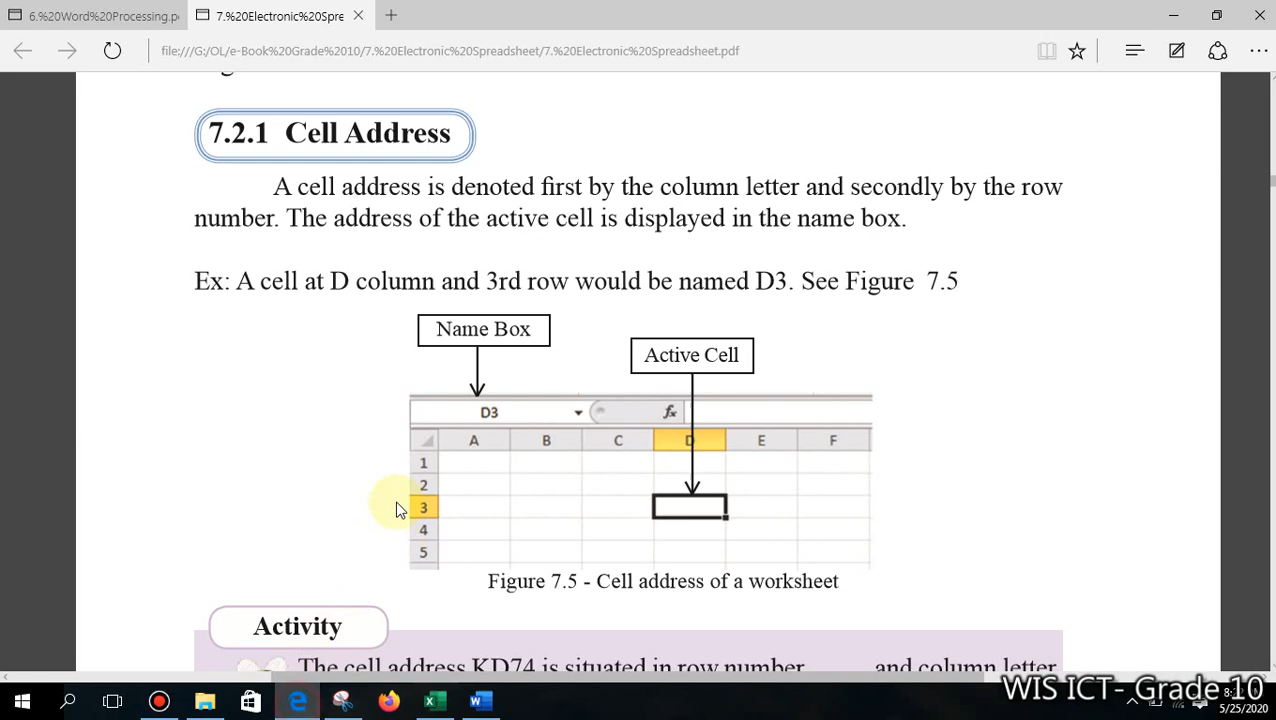 6.%20Word%20Processing.p
7.%20Electronic%20Spre
file:///G:/OL/e-Book%20Grade%2010/7.%20Electronic%20Spreadsheet/7.%20Electronic%20Spreadsheet.pdf
7.2.1 Cell Address
A cell address is denoted first by the column letter and secondly by the row
number. The address of the active cell is displayed in the name box.
Ex: A cell at D column and 3rd row would be named D3. See Figure 7.5
Name Box
Active Cell
D3 fx
A B C D E F
1
2
3
4
5
Figure 7.5 - Cell address of a worksheet
Activity
The cell address KD74 is situated in row number and column letter
WIS ICT- Grade 10
5/25/2020